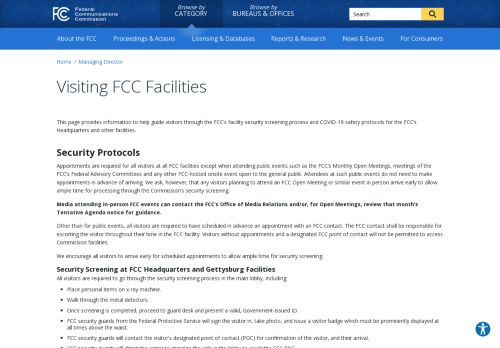 FCC
Federal
Communications
Commission
Browse by
CATEGORY
Browse by
BUREAUS & OFFICES
Search
About the FCC
Proceedings & Actions
Licensing & Databases
Reports & Research
News & Events
For Consumers
Home / Managing Director
Visiting FCC Facilities
This page provides information to help guide visitors through the FCC's facility security screening process and COVID-19 safety protocols for the FCC's
Headquarters and other facilities.
Security Protocols
Appointments are required for all visitors at all FCC facilities except when attending public events such as the FCC's Monthly Open Meetings, meetings of the
FCC's Federal Advisory Committees and any other FCC-hosted onsite event open to the general public. Attendees at such public events do not need to make
appointments in advance of arriving. We ask, however, that any visitors planning to attend an FCC Open Meeting or similar event in person arrive early to allow
ample time for processing through the Commission's security screening.
Media attending in-person FCC events can contact the FCC's Office of Media Relations and/or, for Open Meetings, review that month's
Tentative Agenda notice for guidance.
Other than for public events, all visitors are required to have scheduled in advance an appointment with an FCC contact. The FCC contact shall be responsible for
escorting the visitor throughout their time in the FCC facility. Visitors without appointments and a designated FCC point of contact will not be permitted to access
Commission facilities.
We encourage all visitors to arrive early for scheduled appointments to allow ample time for security screening.
Security Screening at FCC Headquarters and Gettysburg Facilities
All visitors are required to go through the security screening process in the main lobby, including:
Place personal items on x-ray machine.
Walk through the metal detectors.
Once screening is completed, proceed to guard desk and present a valid, Government-issued ID.
FCC security guards from the Federal Protective Service will sign the visitor in, take photo, and issue a visitor badge which must be prominently displayed at
all times above the waist.
FCC security guards will contact the visitor's designated point of contact (POC) for confirmation of the visitor, and their arrival.